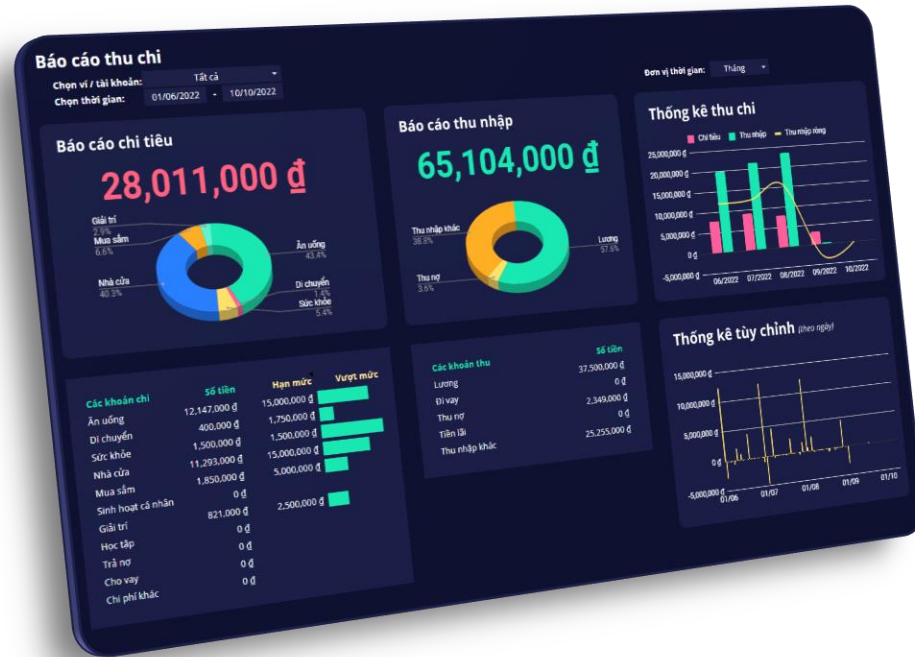 Báo cáo thu chi
Chọn ví / tài khoản: Tất cả
Chọn thời gian: 01/06/2022 - 10/10/2022
Đơn vị thời gian: Tháng
Báo cáo chi tiêu
28,011,000 ₫
Giải trí
2.9%
Mua sắm
6.6%
Nhà cửa
40.3%
Ăn uống
43.4%
Di chuyển
1.4%
Sức khỏe
5.4%
Báo cáo thu nhập
65,104,000 ₫
Thu nhập khác
38.8%
Thu nợ
3.6%
Lương
57.6%
Thống kê thu chi
Chi tiêu Thu nhập Thu nhập ròng
25,000,000 ₫
20,000,000 ₫
15,000,000 ₫
10,000,000 ₫
5,000,000 ₫
0 ₫
-5,000,000 ₫
06/2022 07/2022 08/2022 09/2022 10/2022
Các khoản chi Số tiền Hạn mức Vượt mức
Ăn uống 12,147,000 ₫ 15,000,000 ₫
Di chuyển 400,000 ₫ 1,750,000 ₫
Sức khỏe 1,500,000 ₫ 1,500,000 ₫
Nhà cửa 11,293,000 ₫ 15,000,000 ₫
Mua sắm 1,850,000 ₫ 5,000,000 ₫
Sinh hoạt cá nhân 0 ₫
Giải trí 821,000 ₫ 2,500,000 ₫
Học tập 0 ₫
Trả nợ 0 ₫
Cho vay 0 ₫
Chi phí khác 0 ₫
Các khoản thu Số tiền
Lương 37,500,000 ₫
Đi vay 0 ₫
Thu nợ 2,349,000 ₫
Tiền lãi 0 ₫
Thu nhập khác 25,255,000 ₫
Thống kê tùy chỉnh (theo ngày)
15,000,000 ₫
10,000,000 ₫
5,000,000 ₫
0 ₫
-5,000,000 ₫
01/06 01/07 01/08 01/09 01/10